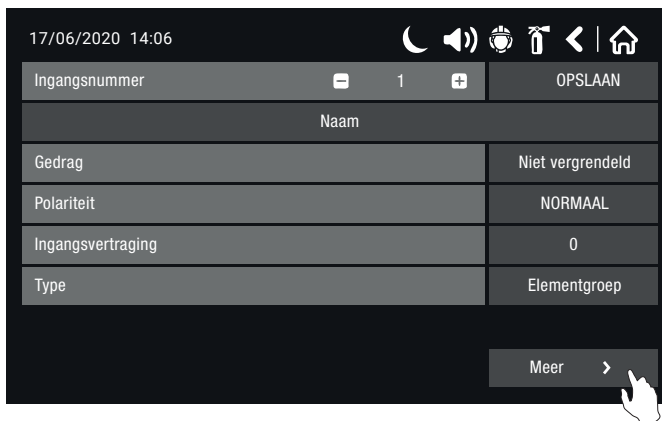 17/06/2020 14:06
Ingangsnummer 1 OPSLAAN
Naam
Gedrag Niet vergrendeld
Polariteit NORMAAL
Ingangsvertraging 0
Type Elementgroep
Meer